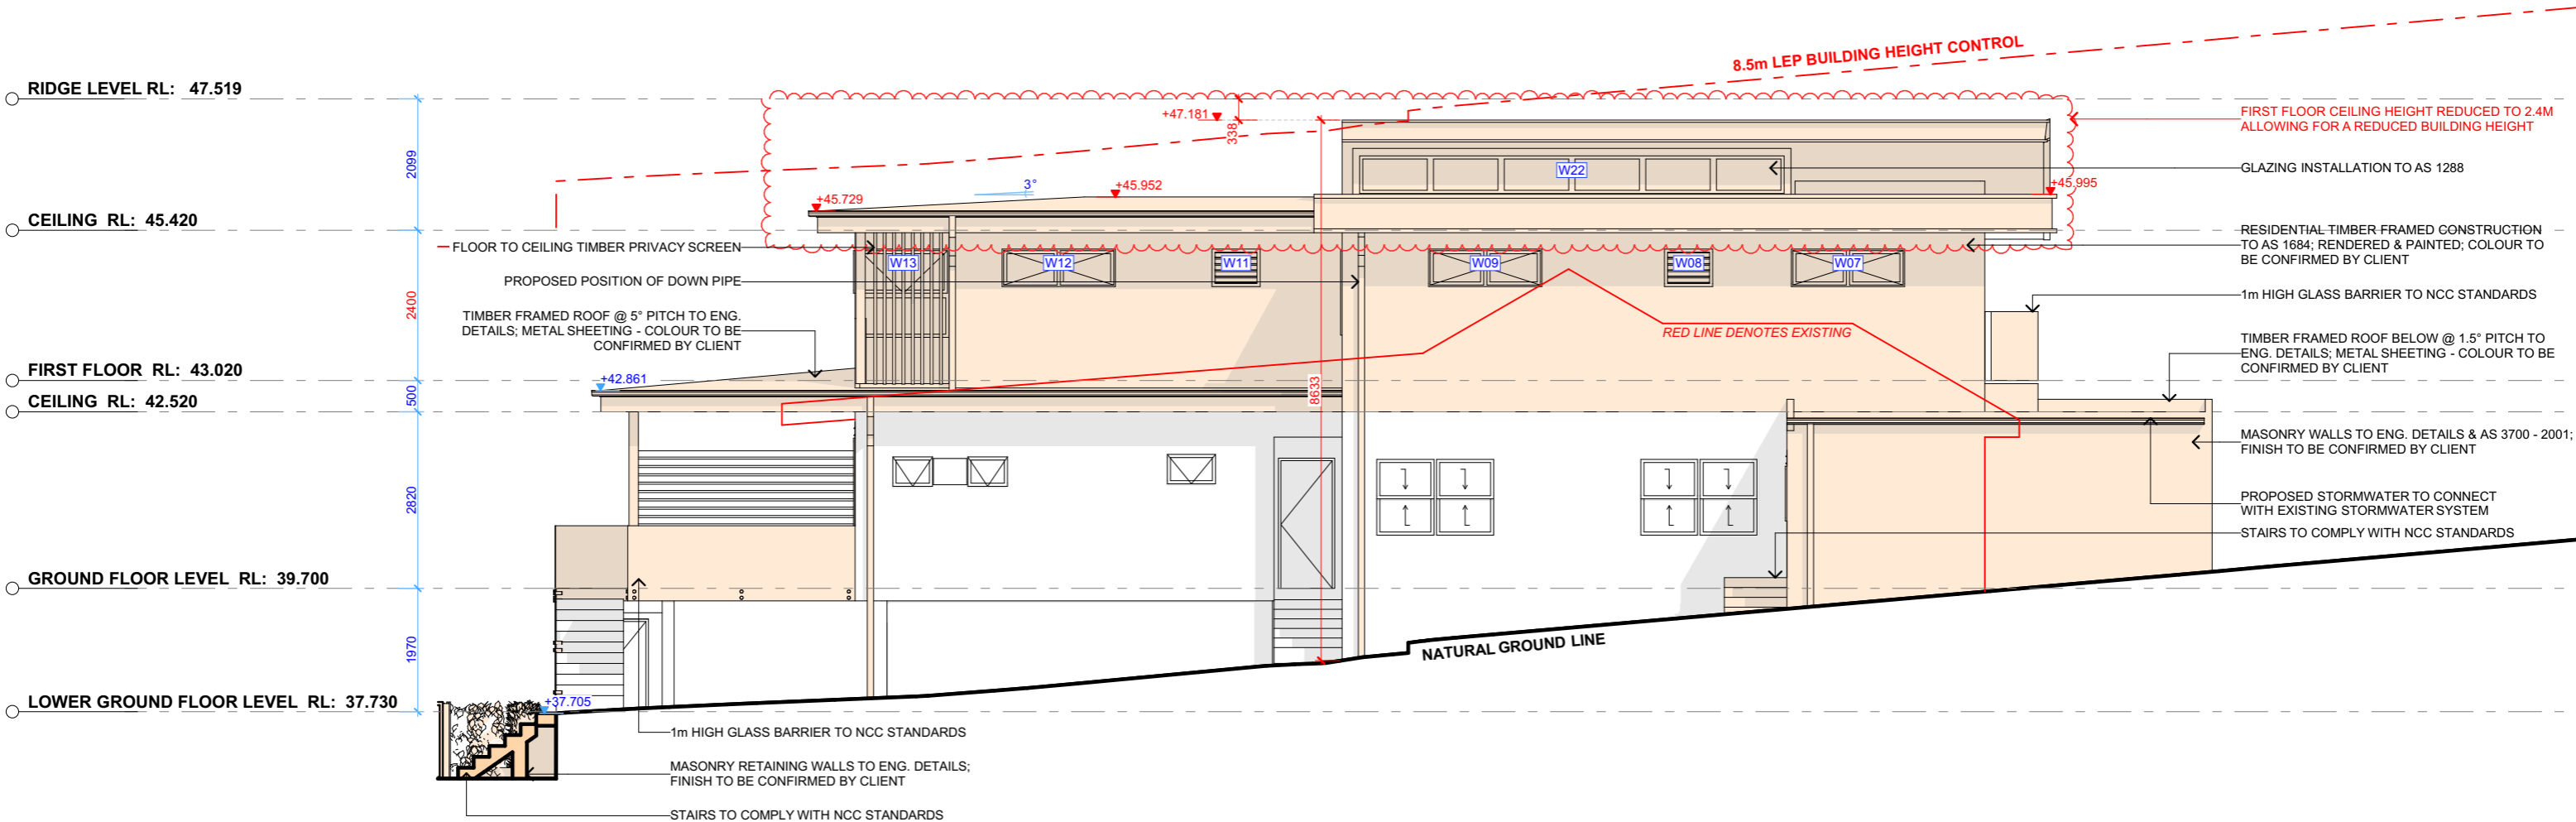 8.5m LEP BUILDING HEIGHT CONTROL
RIDGE LEVEL RL: 47.519
CEILING RL: 45.420
FIRST FLOOR RL: 43.020
CEILING RL: 42.520
GROUND FLOOR LEVEL RL: 39.700
LOWER GROUND FLOOR LEVEL RL: 37.730
2099
2400
500
2820
1970
+47.181
338
+45.729
3°
+45.952
+45.995
+42.861
+37.705
8633
W22
W13
W12
W11
W09
W08
W07
FLOOR TO CEILING TIMBER PRIVACY SCREEN
PROPOSED POSITION OF DOWN PIPE
TIMBER FRAMED ROOF @ 5° PITCH TO ENG.
DETAILS; METAL SHEETING - COLOUR TO BE
CONFIRMED BY CLIENT
RED LINE DENOTES EXISTING
NATURAL GROUND LINE
1m HIGH GLASS BARRIER TO NCC STANDARDS
MASONRY RETAINING WALLS TO ENG. DETAILS;
FINISH TO BE CONFIRMED BY CLIENT
STAIRS TO COMPLY WITH NCC STANDARDS
FIRST FLOOR CEILING HEIGHT REDUCED TO 2.4M
ALLOWING FOR A REDUCED BUILDING HEIGHT
GLAZING INSTALLATION TO AS 1288
RESIDENTIAL TIMBER FRAMED CONSTRUCTION
TO AS 1684; RENDERED & PAINTED; COLOUR TO
BE CONFIRMED BY CLIENT
1m HIGH GLASS BARRIER TO NCC STANDARDS
TIMBER FRAMED ROOF BELOW @ 1.5° PITCH TO
ENG. DETAILS; METAL SHEETING - COLOUR TO BE
CONFIRMED BY CLIENT
MASONRY WALLS TO ENG. DETAILS & AS 3700 - 2001;
FINISH TO BE CONFIRMED BY CLIENT
PROPOSED STORMWATER TO CONNECT
WITH EXISTING STORMWATER SYSTEM
STAIRS TO COMPLY WITH NCC STANDARDS